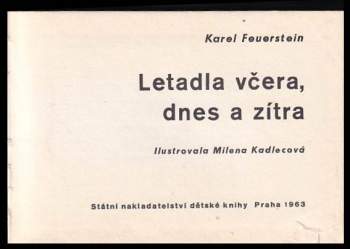 Karel Feuerstein
Letadla včera,
dnes a zítra
Ilustrovala Milena Kadlecová
Státní nakladatelství dětské knihy Praha 1963